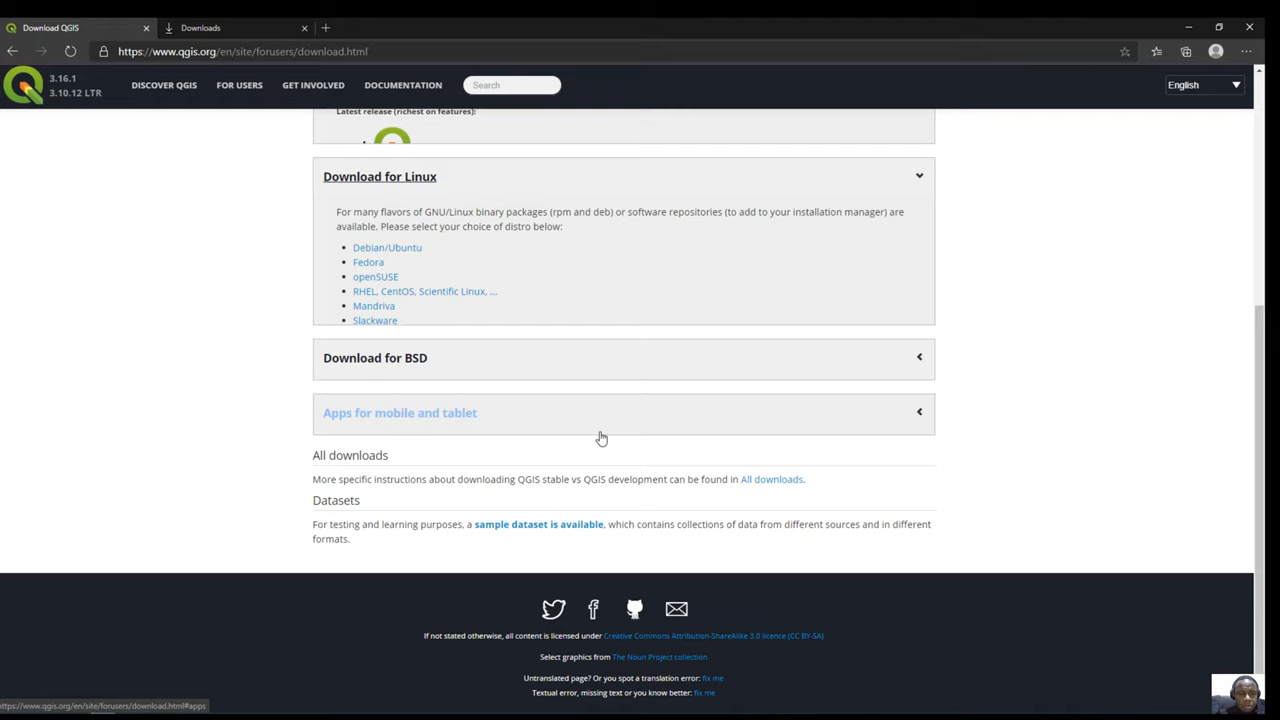 Download QGIS
Downloads
https://www.qgis.org/en/site/forusers/download.html
3.16.1
3.10.12 LTR
DISCOVER QGIS
FOR USERS
GET INVOLVED
DOCUMENTATION
Search
English
Latest release (richest on features):
Download for Linux
For many flavors of GNU/Linux binary packages (rpm and deb) or software repositories (to add to your installation manager) are
available. Please select your choice of distro below:
Debian/Ubuntu
Fedora
openSUSE
RHEL, CentOS, Scientific Linux, ...
Mandriva
Slackware
Download for BSD
Apps for mobile and tablet
All downloads
More specific instructions about downloading QGIS stable vs QGIS development can be found in All downloads.
Datasets
For testing and learning purposes, a sample dataset is available, which contains collections of data from different sources and in different
formats.
If not stated otherwise, all content is licensed under Creative Commons Attribution-ShareAlike 3.0 licence (CC BY-SA)
Select graphics from The Noun Project collection
Untranslated page? Or you spot a translation error: fix me
Textual error, missing text or you know better: fix me
https://www.qgis.org/en/site/forusers/download.html#apps